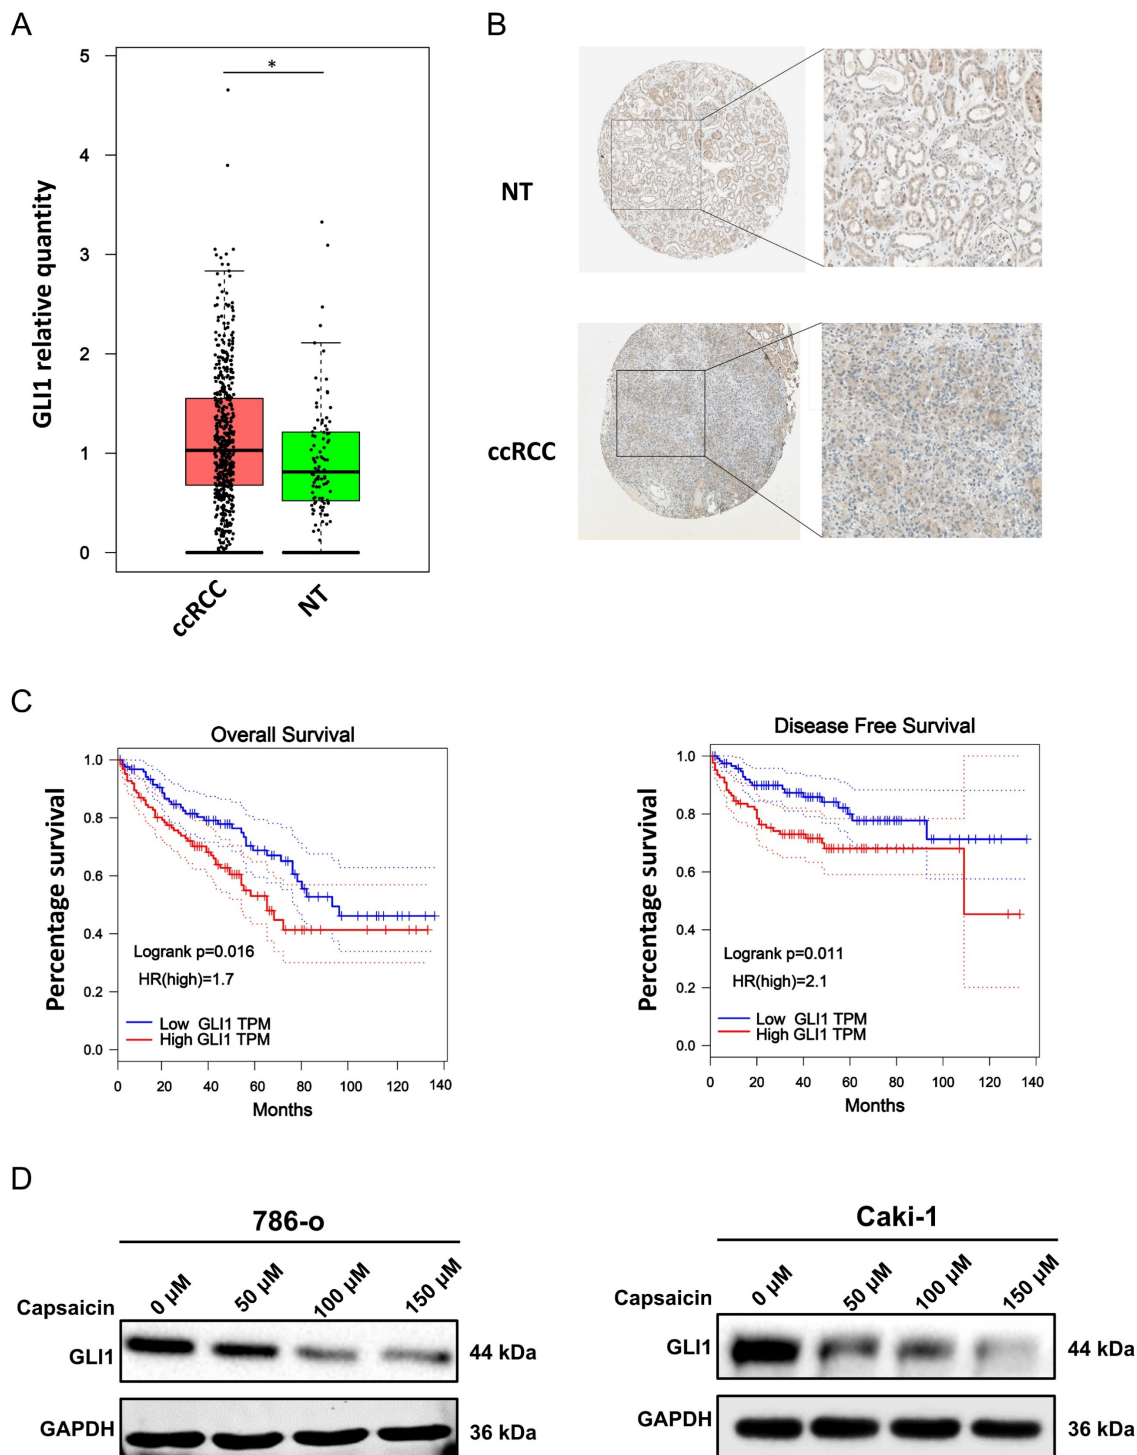 A
B
GLI1 relative quantity
5
4
3
2
1
0
*
ccRCC
NT
NT
ccRCC
C
Overall Survival
Percentage survival
1.0
0.8
0.6
0.4
0.2
0.0
Logrank p=0.016
HR(high)=1.7
Low GLI1 TPM
High GLI1 TPM
0 20 40 60 80 100 120 140
Months
Disease Free Survival
Percentage survival
1.0
0.8
0.6
0.4
0.2
0.0
Logrank p=0.011
HR(high)=2.1
Low GLI1 TPM
High GLI1 TPM
0 20 40 60 80 100 120 140
Months
D
786-o
Capsaicin 0 μM 50 μM 100 μM 150 μM
GLI1 44 kDa
GAPDH 36 kDa
Caki-1
Capsaicin 0 μM 50 μM 100 μM 150 μM
GLI1 44 kDa
GAPDH 36 kDa